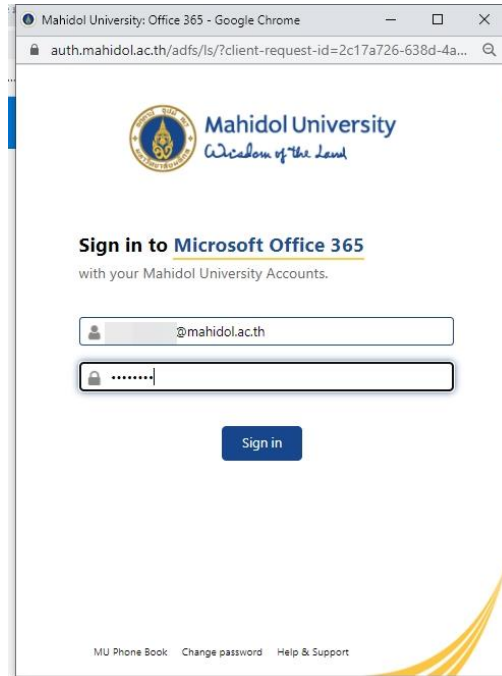 Mahidol University: Office 365 - Google Chrome
auth.mahidol.ac.th/adfs/ls/?client-request-id=2c17a726-638d-4a...
Mahidol University
Wisdom of the Land
Sign in to Microsoft Office 365
with your Mahidol University Accounts.
@mahidol.ac.th
Sign in
MU Phone Book Change password Help & Support